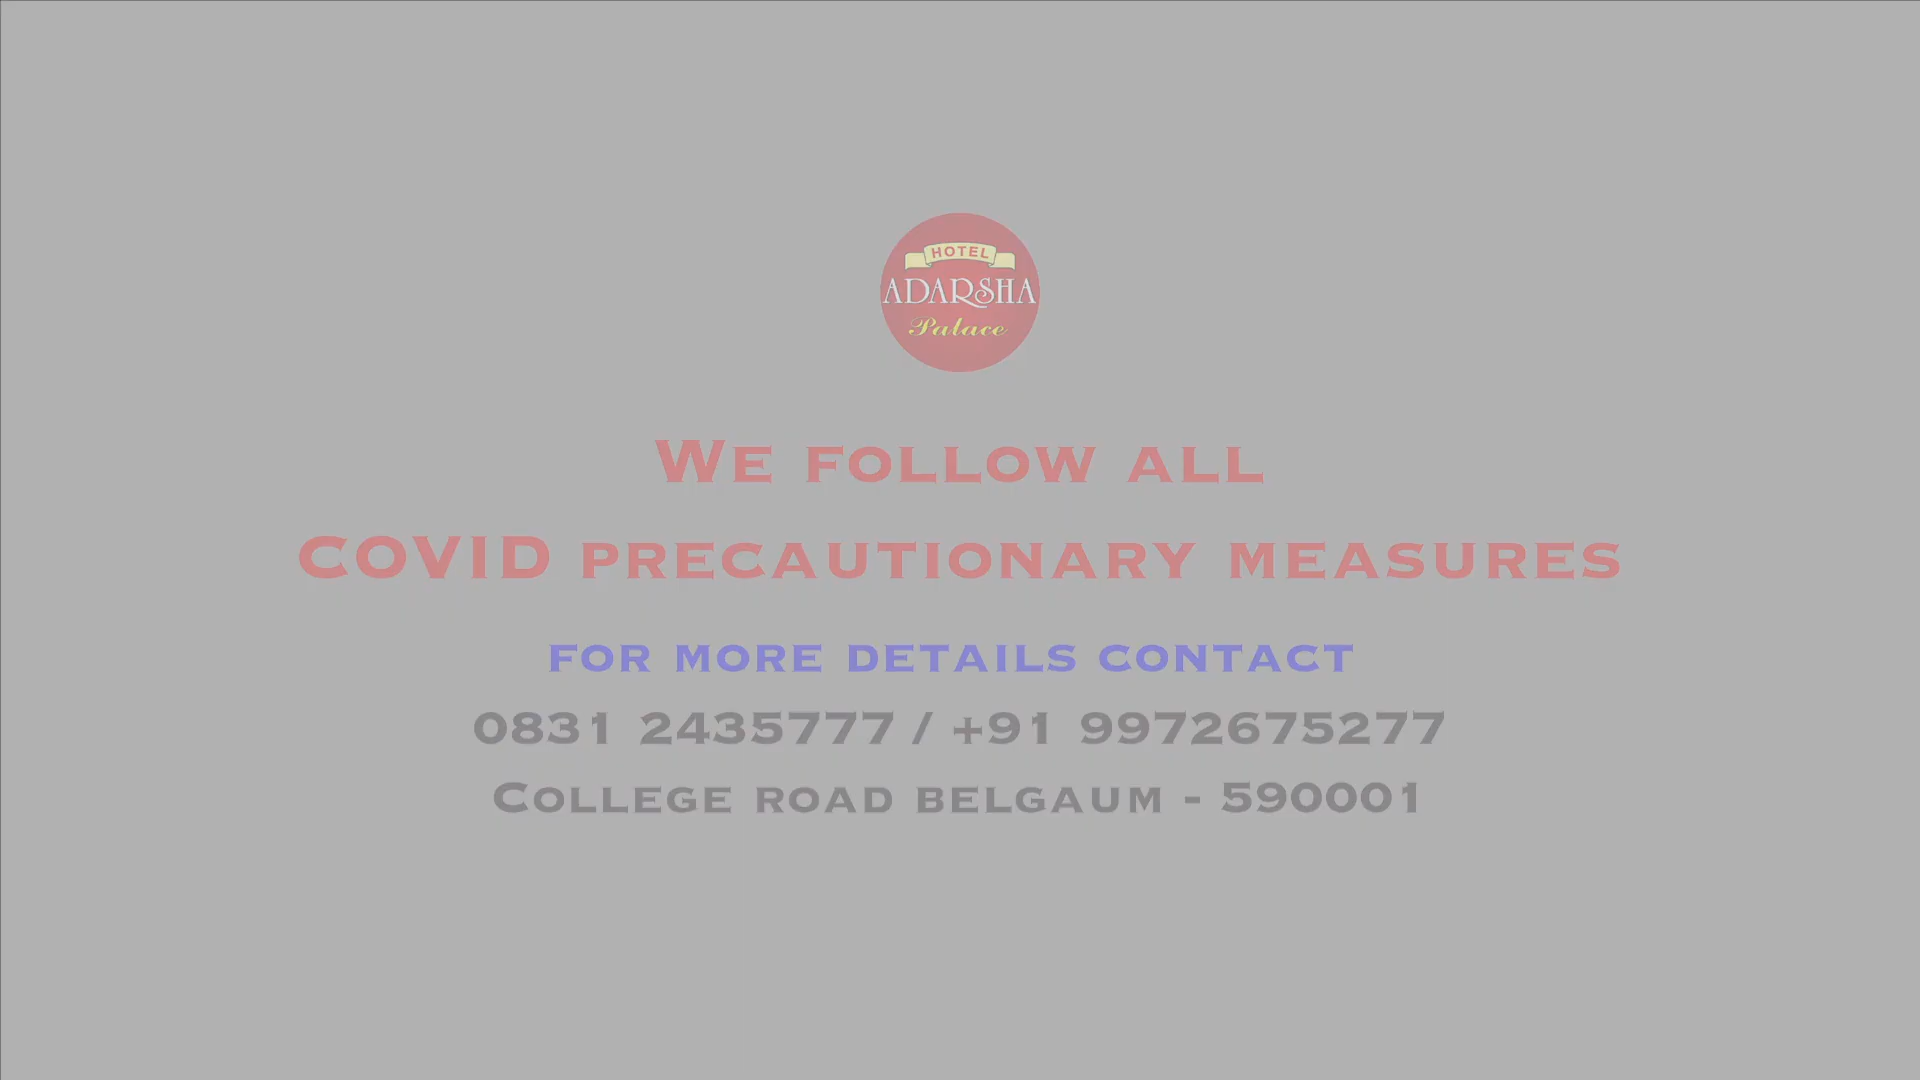 HOTEL
ADARSHA
Palace
WE FOLLOW ALL
COVID PRECAUTIONARY MEASURES
FOR MORE DETAILS CONTACT
0831 2435777 / +91 9972675277
COLLEGE ROAD BELGAUM - 590001